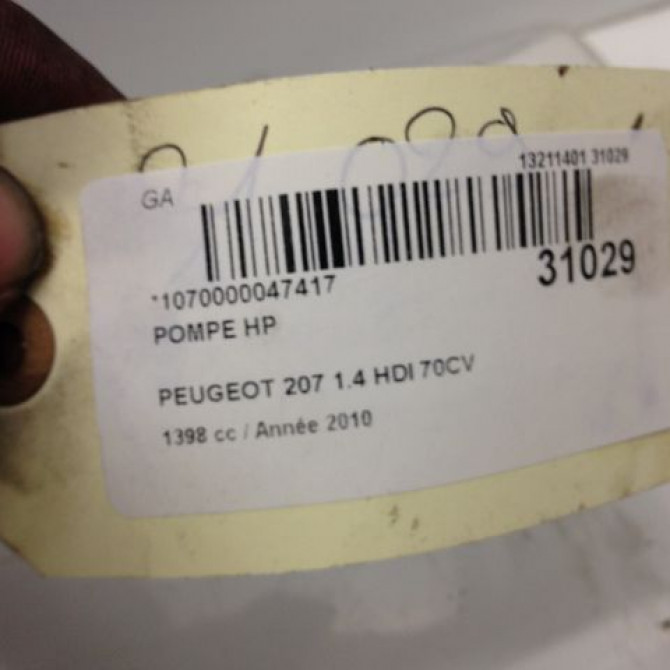 13211401 31029
GA
31029
*1070000047417
POMPE HP
PEUGEOT 207 1.4 HDI 70CV
1398 cc / Année 2010